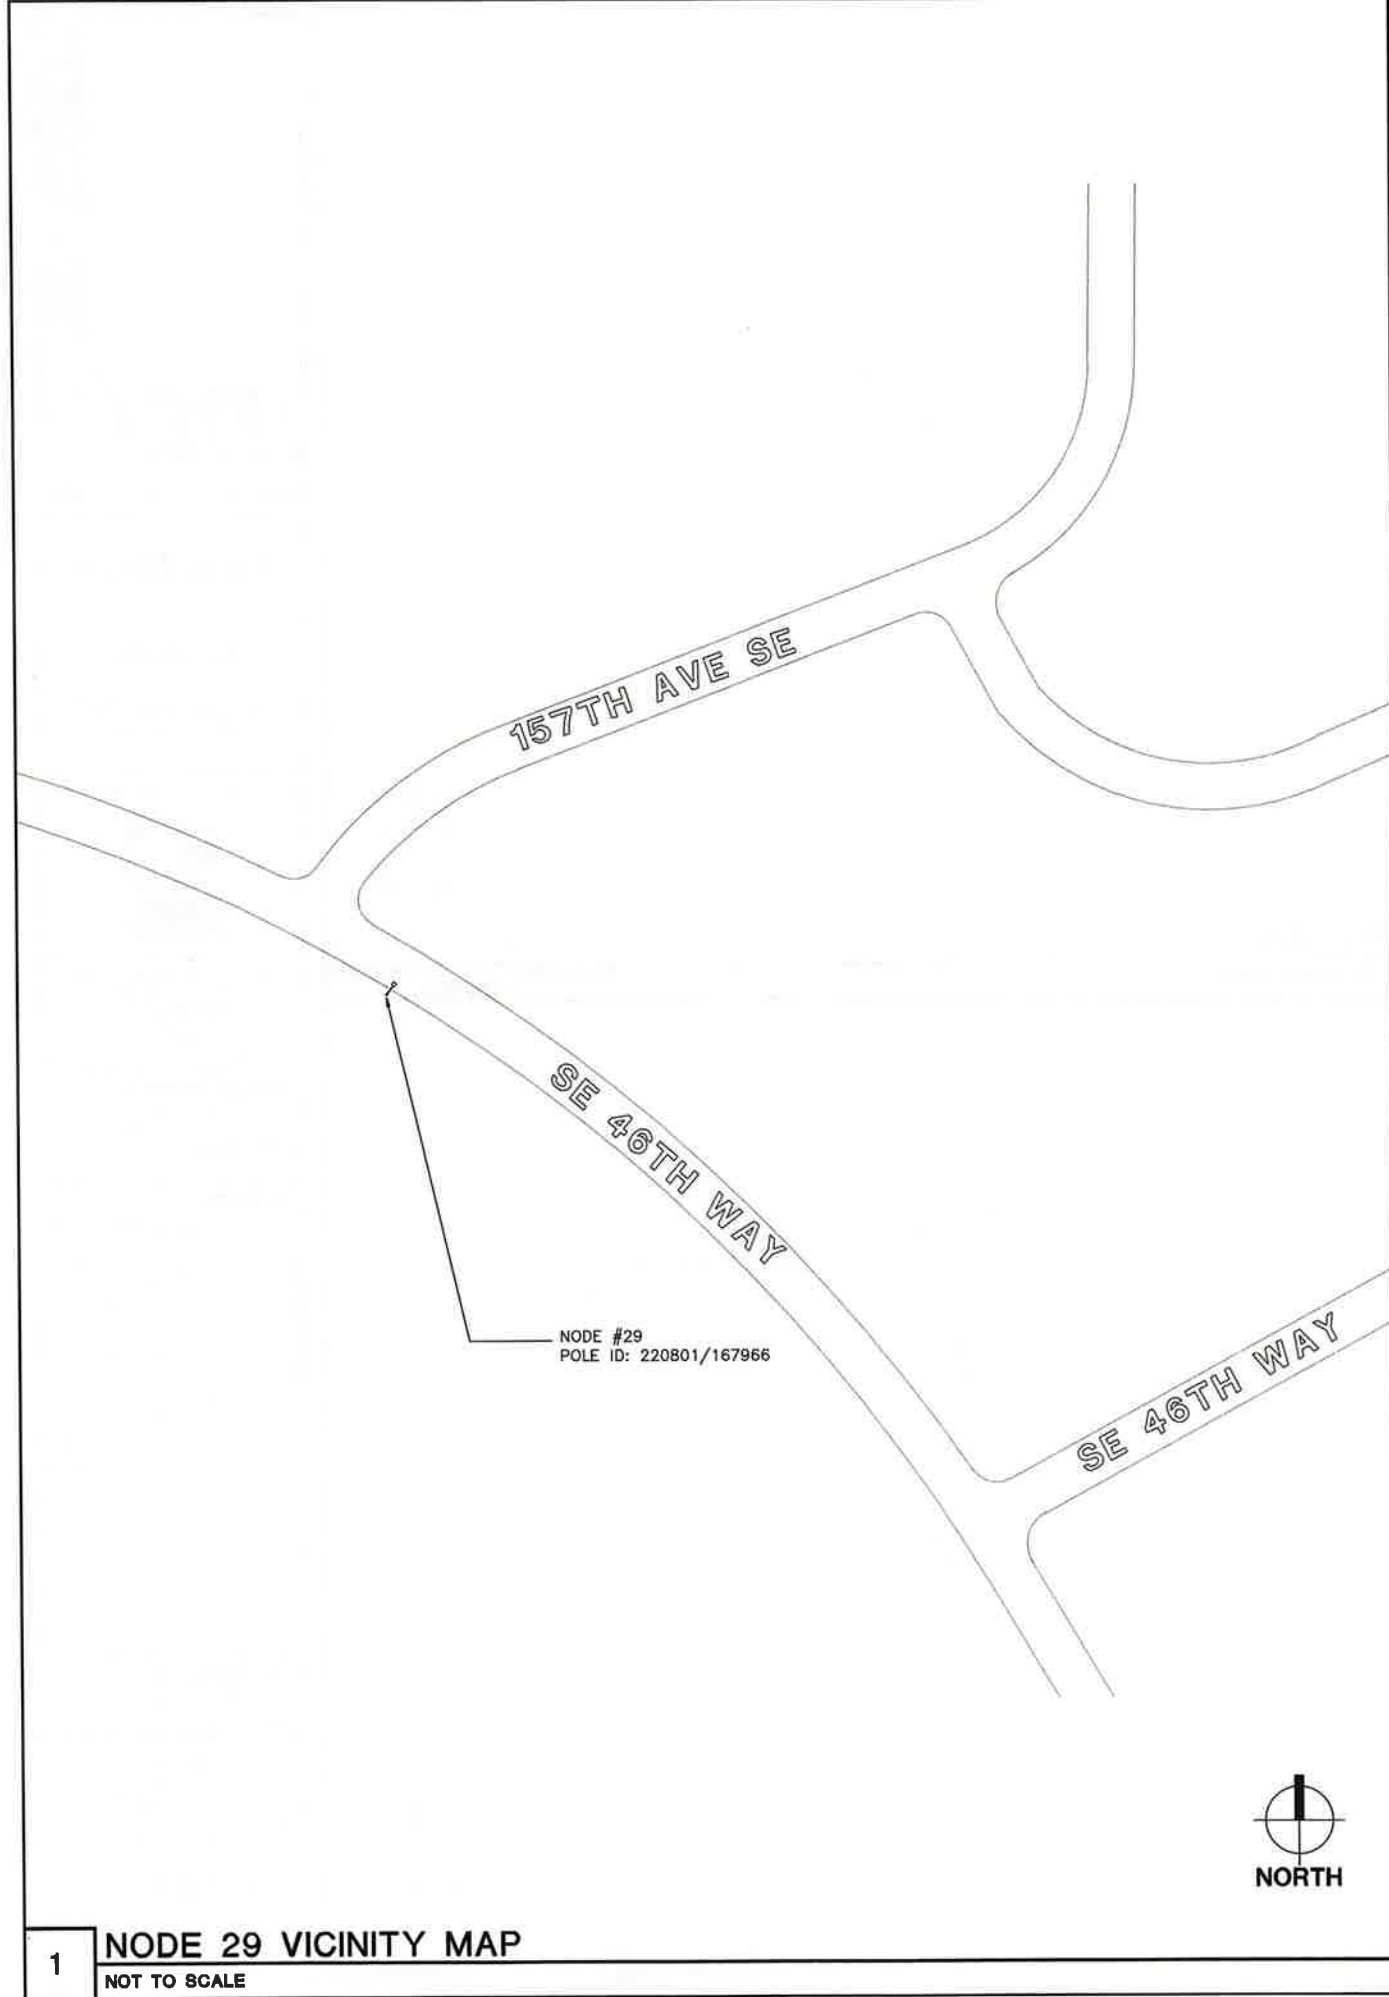 157TH AVE SE
SE 46TH WAY
NODE #29
POLE ID: 220801/167966
SE 46TH WAY
NORTH
1
NODE 29 VICINITY MAP
NOT TO SCALE